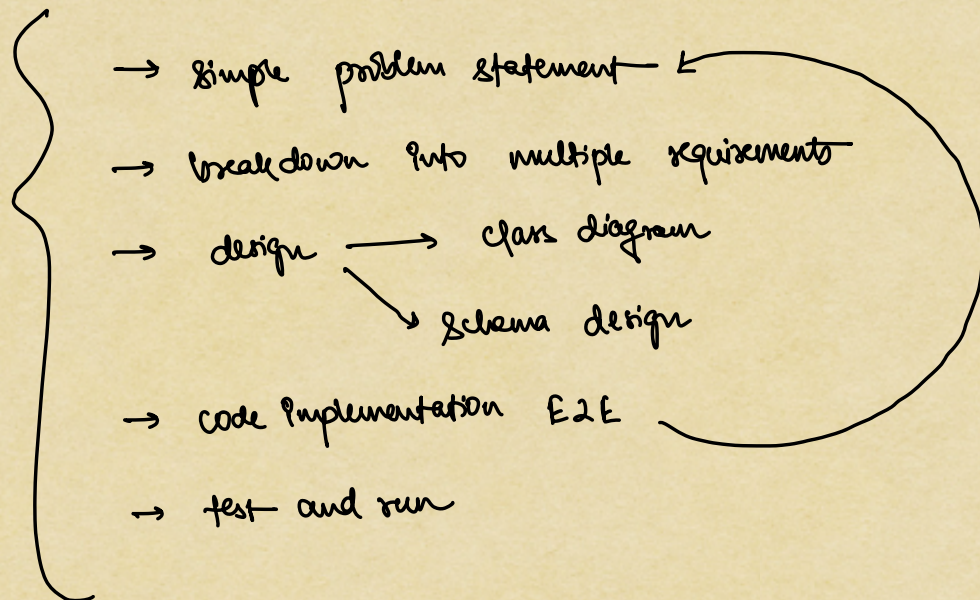 → simple problem statement
→ breakdown into multiple requirements
→ design → class diagram
→ schema design
→ code implementation E2E
→ test and run